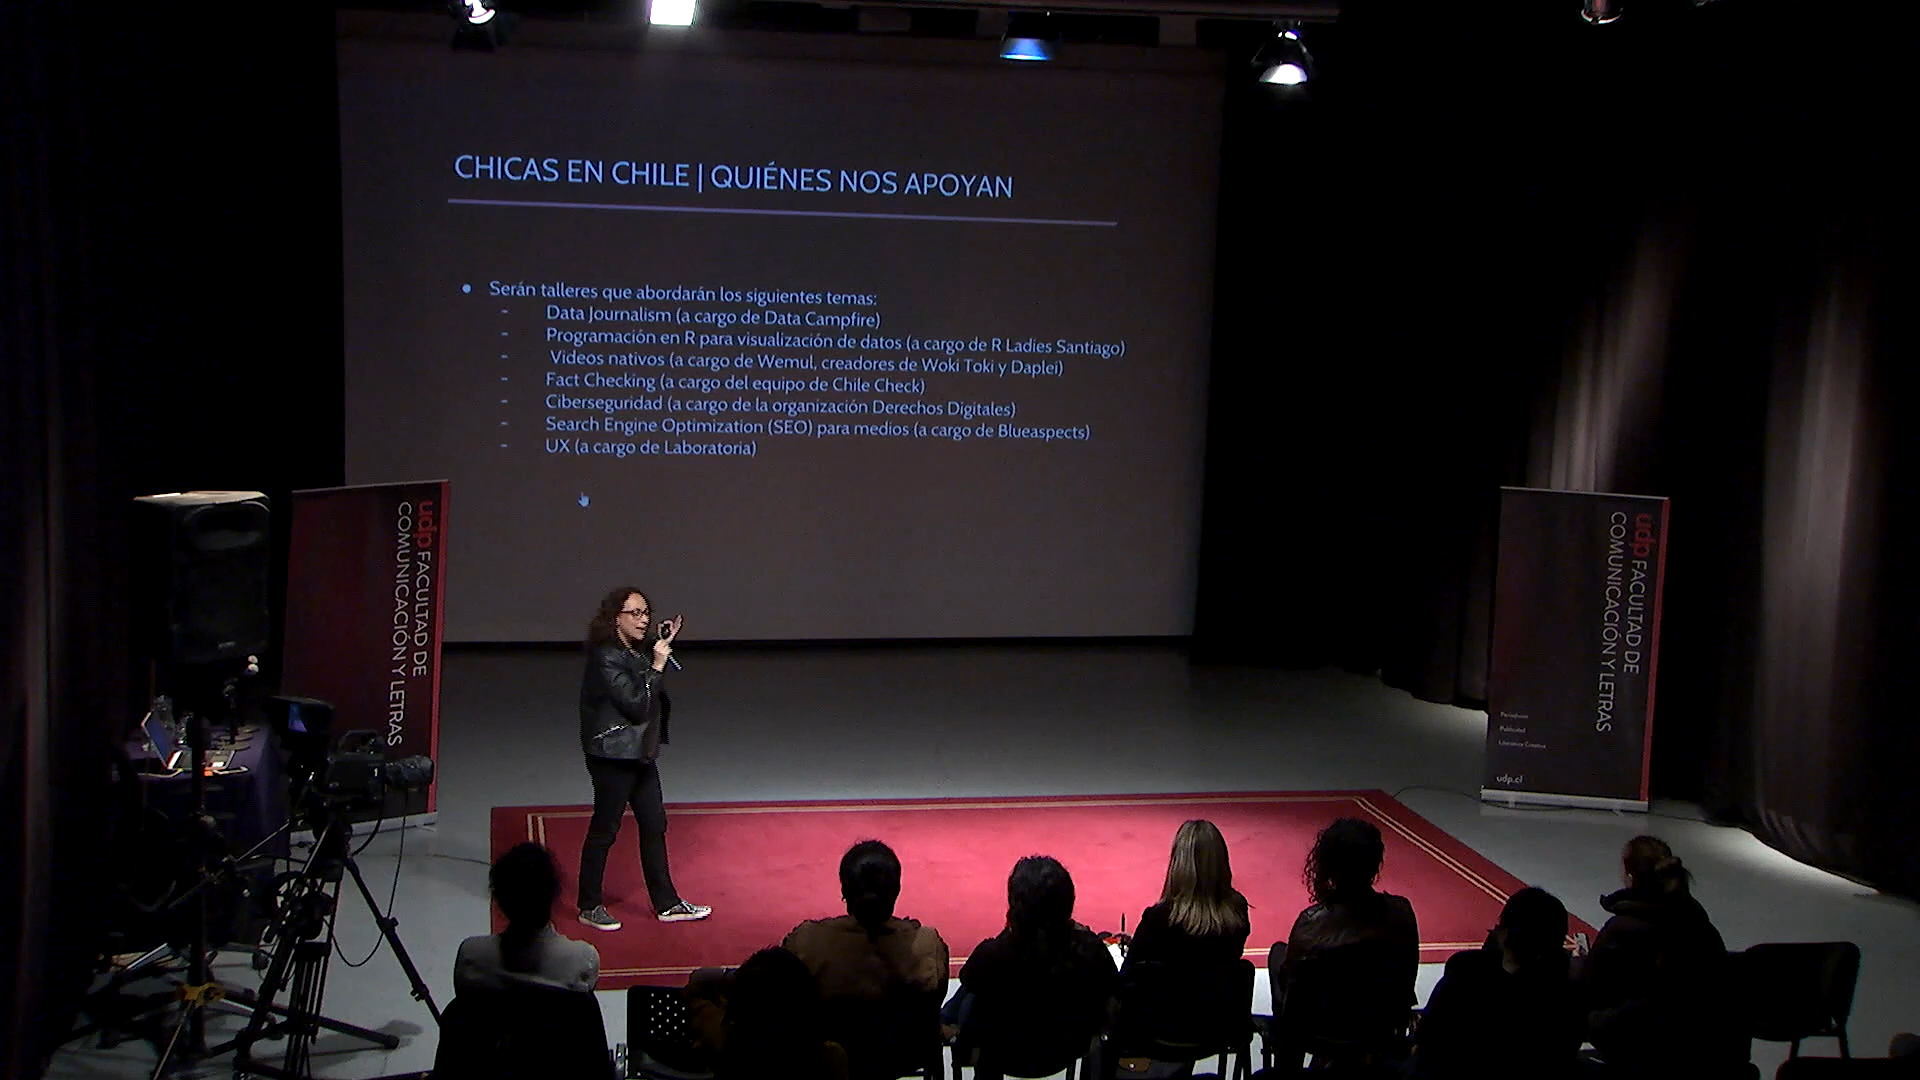 CHICAS EN CHILE | QUIÉNES NOS APOYAN
● Serán talleres que abordarán los siguientes temas:
- Data Journalism (a cargo de Data Campfire)
- Programación en R para visualización de datos (a cargo de R Ladies Santiago)
- Videos nativos (a cargo de Wemul, creadores de Woki Toki y Daplei)
- Fact Checking (a cargo del equipo de Chile Check)
- Ciberseguridad (a cargo de la organización Derechos Digitales)
- Search Engine Optimization (SEO) para medios (a cargo de Blueaspects)
- UX (a cargo de Laboratoria)
udp FACULTAD DE
COMUNICACIÓN Y LETRAS
udp FACULTAD DE
COMUNICACIÓN Y LETRAS
Periodismo
Publicidad
Literatura Creativa
udp.cl